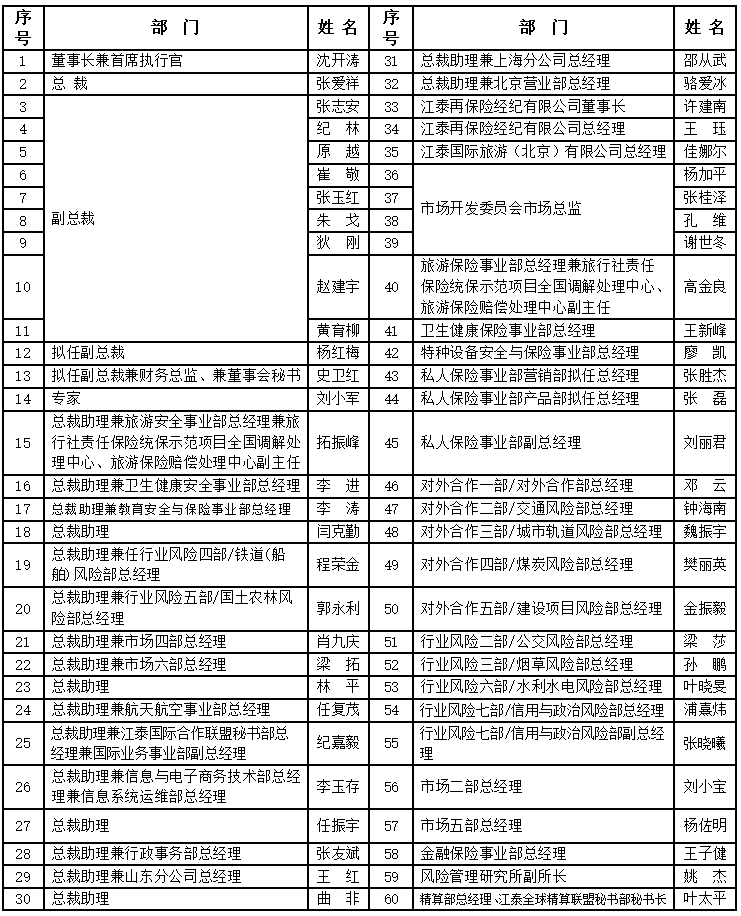 序号 部 门 姓 名 序号 部 门 姓 名
1 董事长兼首席执行官 沈开涛 31 总裁助理兼上海分公司总经理 邵从武
2 总 裁 张爱祥 32 总裁助理兼北京营业部总经理 骆爱冰
3 副总裁 张志安 33 江泰再保险经纪有限公司董事长 许建南
4 纪 林 34 江泰再保险经纪有限公司总经理 王 珏
5 原 越 35 江泰国际旅游（北京）有限公司总经理 佳娜尔
6 崔 敬 36 市场开发委员会市场总监 杨加平
7 张玉红 37 张桂泽
8 朱 戈 38 孔 维
9 狄 刚 39 谢世冬
10 赵建宇 40 旅游保险事业部总经理兼旅行社责任
保险统保示范项目全国调解处理中心、
旅游保险赔偿处理中心副主任 高金良
11 黄育柳 41 卫生健康保险事业部总经理 王新峰
12 拟任副总裁 杨红梅 42 特种设备安全与保险事业部总经理 廖 凯
13 拟任副总裁兼财务总监、兼董事会秘书 史卫红 43 私人保险事业部营销部拟任总经理 张胜杰
14 专家 刘小军 44 私人保险事业部产品部拟任总经理 张 磊
15 总裁助理兼旅游安全事业部总经理兼旅
行社责任保险统保示范项目全国调解处
理中心、旅游保险赔偿处理中心副主任 拓振峰 45 私人保险事业部副总经理 刘丽君
16 总裁助理兼卫生健康安全事业部总经理 李 进 46 对外合作一部/对外合作部总经理 邓 云
17 总裁助理兼教育安全与保险事业部总经理 李 涛 47 对外合作二部/交通风险部总经理 钟海南
18 总裁助理 闫克勤 48 对外合作三部/城市轨道风险部总经理 魏振宇
19 总裁助理兼任行业风险四部/铁道(船
舶)风险部总经理 程荣金 49 对外合作四部/煤炭风险部总经理 樊丽英
20 总裁助理兼行业风险五部/国土农林风
险部总经理 郭永利 50 对外合作五部/建设项目风险部总经理 金振毅
21 总裁助理兼市场四部总经理 肖九庆 51 行业风险二部/公交风险部总经理 梁 莎
22 总裁助理兼市场六部总经理 梁 拓 52 行业风险三部/烟草风险部总经理 孙 鹏
23 总裁助理 林 平 53 行业风险六部/水利水电风险部总经理 叶晓旻
24 总裁助理兼航天航空事业部总经理 任复茂 54 行业风险七部/信用与政治风险部总经理 浦熹炜
25 总裁助理兼江泰国际合作联盟秘书部总
经理兼国际业务事业部副总经理 纪嘉毅 55 行业风险七部/信用与政治风险部副总经
理 张晓曦
26 总裁助理兼信息与电子商务技术部总经
理兼信息系统运维部总经理 李玉存 56 市场二部总经理 刘小宝
27 总裁助理 任振宇 57 市场五部总经理 杨佐明
28 总裁助理兼行政事务部总经理 张友斌 58 金融保险事业部总经理 王子健
29 总裁助理兼山东分公司总经理 王 红 59 风险管理研究所副所长 姚 杰
30 总裁助理 曲 非 60 精算部总经理、江泰全球精算联盟秘书部秘书长 叶太平